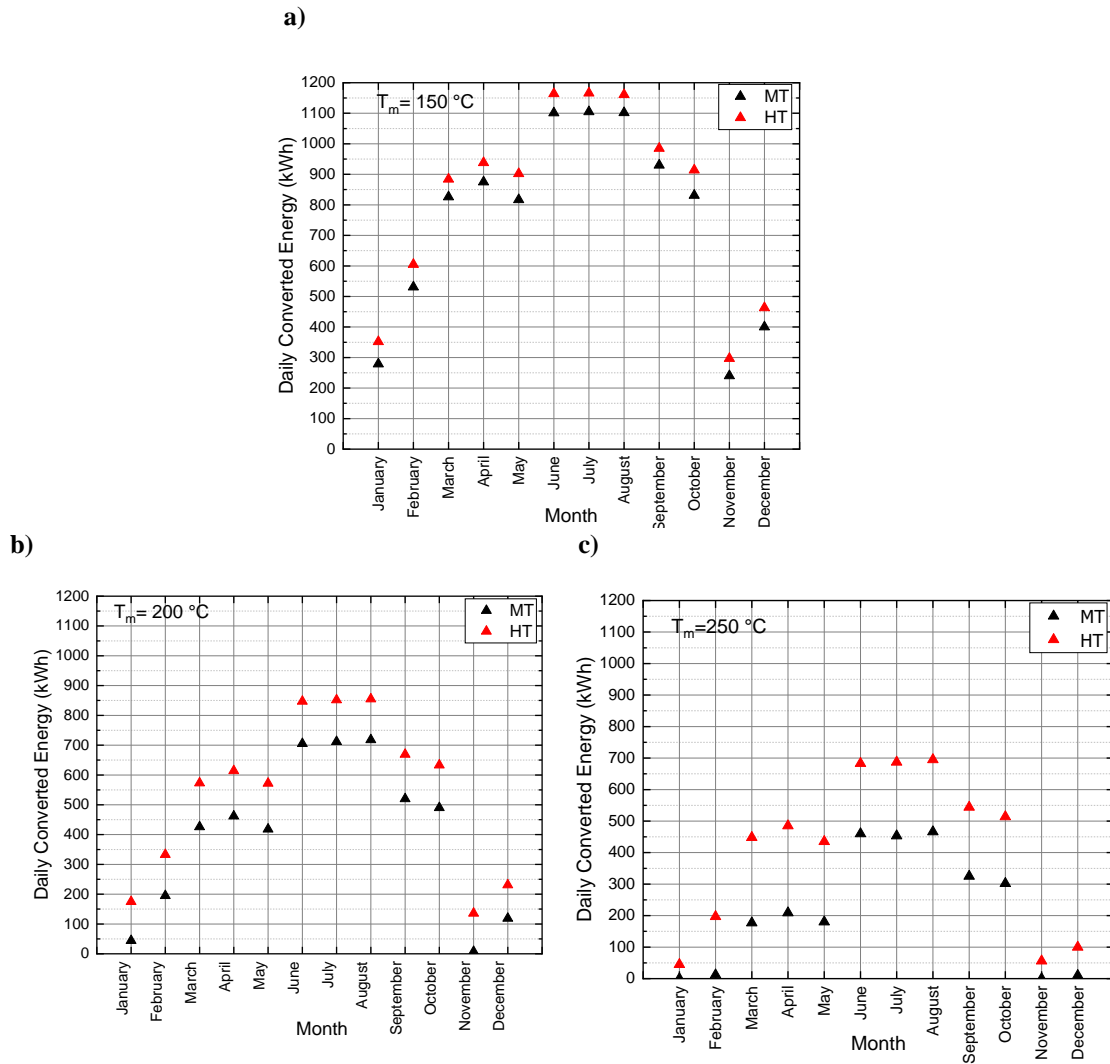 a)
T_m= 150 °C
MT
HT
1200
1100
1000
900
800
700
600
500
400
300
200
100
0
Daily Converted Energy (kWh)
January
February
March
April
May
June
July
August
September
October
November
December
Month
b)
T_m= 200 °C
MT
HT
1200
1100
1000
900
800
700
600
500
400
300
200
100
0
Daily Converted Energy (kWh)
January
February
March
April
May
June
July
August
September
October
November
December
Month
c)
T_m=250 °C
MT
HT
1200
1100
1000
900
800
700
600
500
400
300
200
100
0
Daily Converted Energy (kWh)
January
February
March
April
May
June
July
August
September
October
November
December
Month